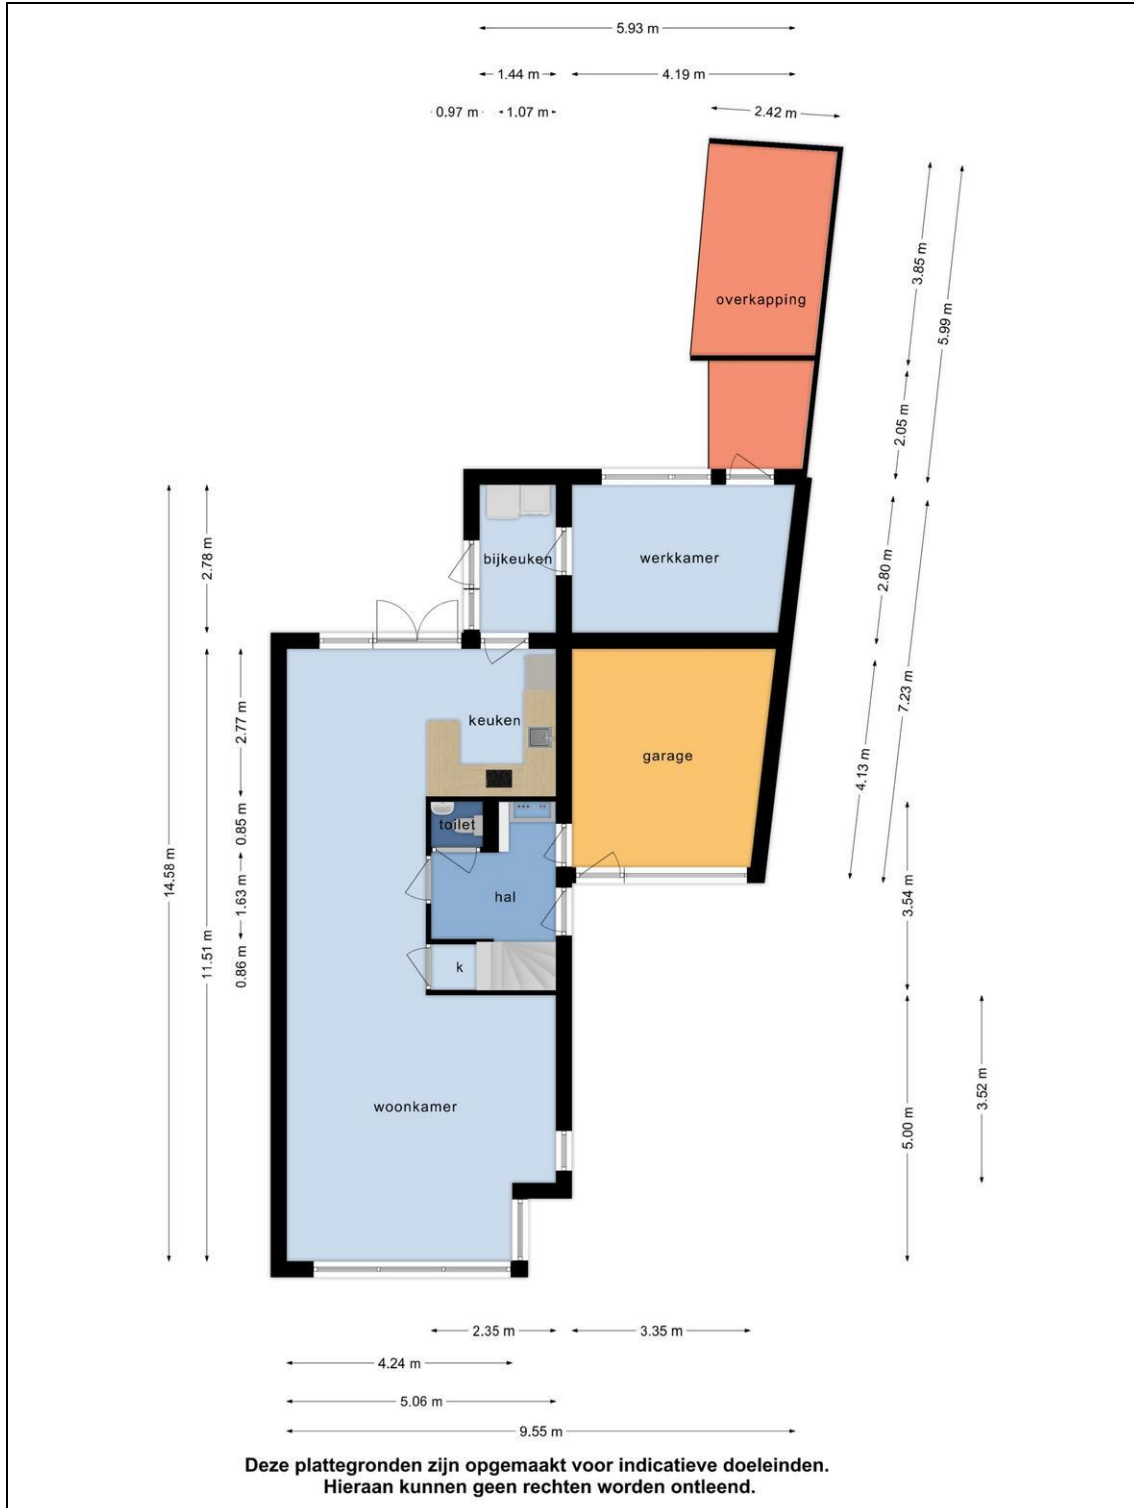 5.93 m
1.44 m
4.19 m
0.97 m
1.07 m
2.42 m
3.85 m
5.99 m
overkapping
2.05 m
2.78 m
bijkeuken
werkkamer
2.80 m
7.23 m
2.77 m
keuken
garage
4.13 m
0.85 m
toilet
14.58 m
1.63 m
hal
3.54 m
11.51 m
0.86 m
k
woonkamer
5.00 m
3.52 m
2.35 m
3.35 m
4.24 m
5.06 m
9.55 m
Deze plattegronden zijn opgemaakt voor indicatieve doeleinden.
Hieraan kunnen geen rechten worden ontleend.